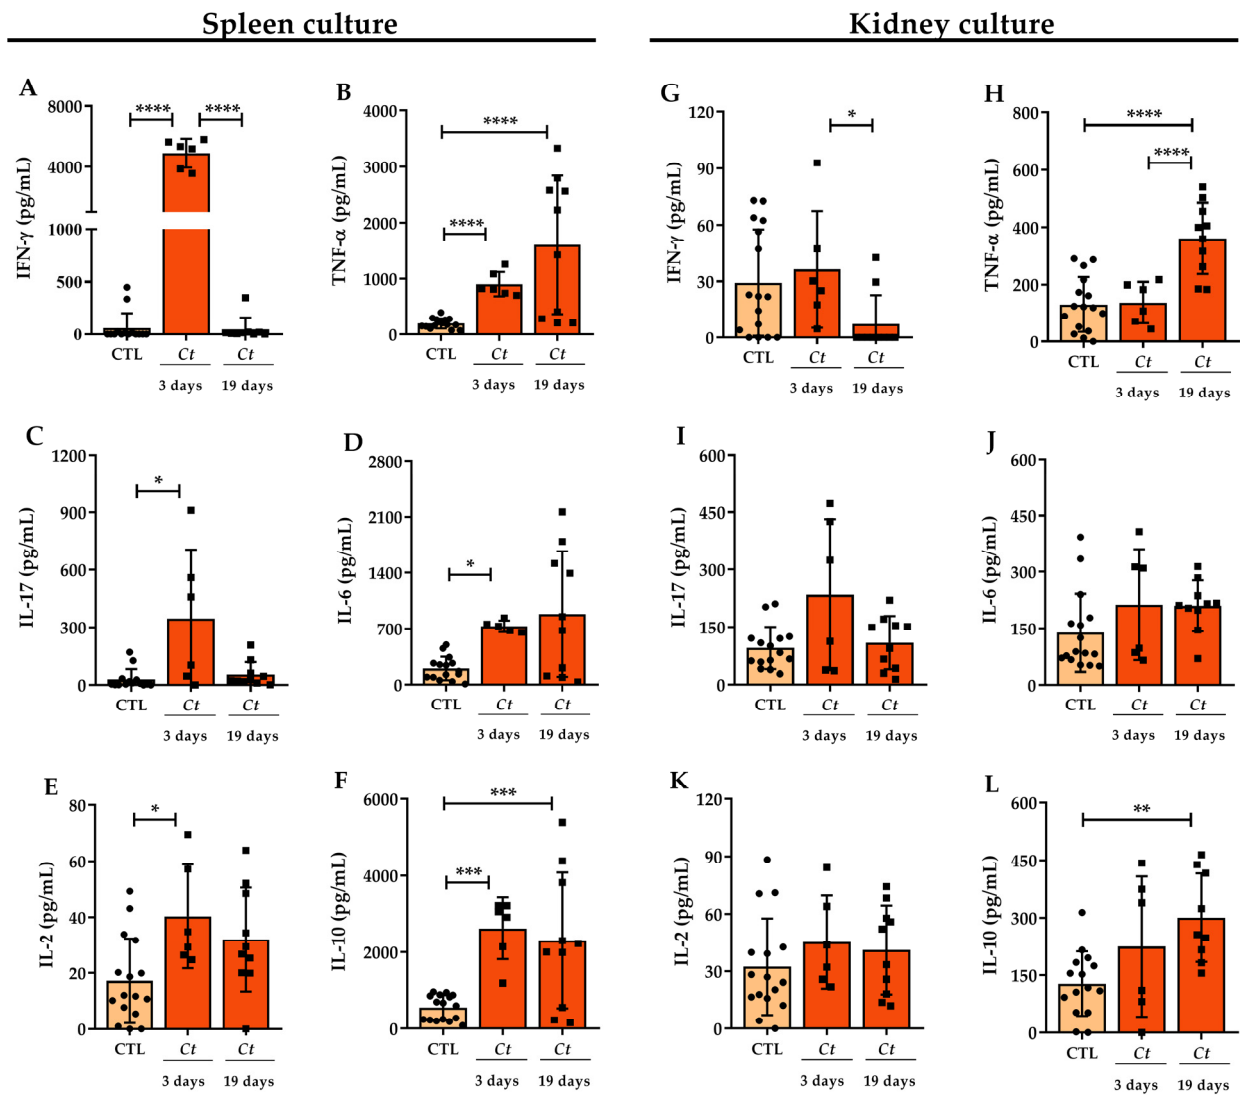 Spleen culture
Kidney culture
A
IFN-γ (pg/mL)
8000
4000
1000
500
0
****
****
CTL
Ct
Ct
3 days
19 days
B
TNF-α (pg/mL)
4000
3000
2000
1000
0
****
****
CTL
Ct
Ct
3 days
19 days
G
IFN-γ (pg/mL)
120
90
60
30
0
*
CTL
Ct
Ct
3 days
19 days
H
TNF-α (pg/mL)
800
600
400
200
0
****
****
CTL
Ct
Ct
3 days
19 days
C
IL-17 (pg/mL)
1200
900
600
300
0
*
CTL
Ct
Ct
3 days
19 days
D
IL-6 (pg/mL)
2800
2100
1400
700
0
*
CTL
Ct
Ct
3 days
19 days
I
IL-17 (pg/mL)
600
450
300
150
0
CTL
Ct
Ct
3 days
19 days
J
IL-6 (pg/mL)
600
450
300
150
0
CTL
Ct
Ct
3 days
19 days
E
IL-2 (pg/mL)
80
60
40
20
0
*
CTL
Ct
Ct
3 days
19 days
F
IL-10 (pg/mL)
6000
4000
2000
0
***
***
CTL
Ct
Ct
3 days
19 days
K
IL-2 (pg/mL)
120
90
60
30
0
CTL
Ct
Ct
3 days
19 days
L
IL-10 (pg/mL)
600
450
300
150
0
**
CTL
Ct
Ct
3 days
19 days